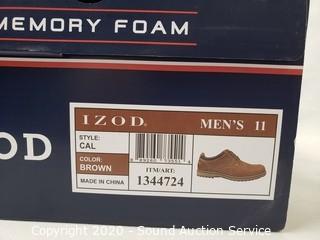 MEMORY FOAM
OD
IZOD®
MEN'S 11
STYLE:
CAL
COLOR:
BROWN
MADE IN CHINA
ITM/ART:
1344724
Copyright 2020 - Sound Auction Service